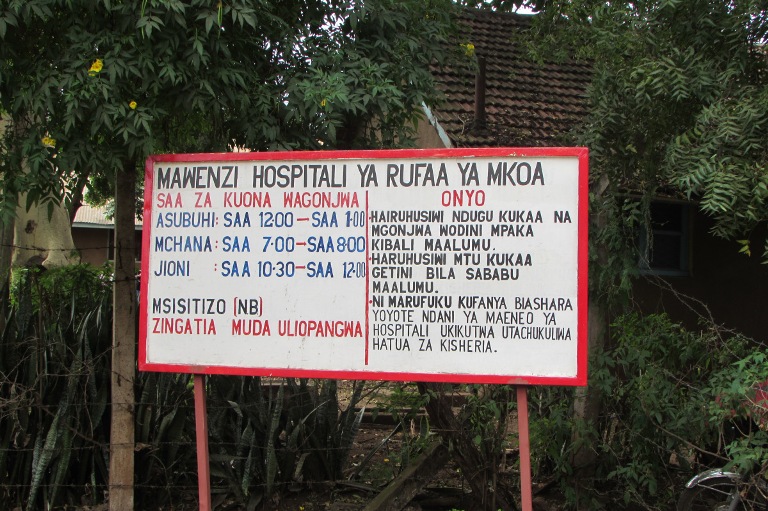 MAWENZI HOSPITALI YA RUFAA YA MKOA
SAA ZA KUONA WAGONJWA
ASUBUHI: SAA 12:00-SAA 1:00
MCHANA: SAA 7:00-SAA 8:00
JIONI : SAA 10:30-SAA 12:00
MSISITIZO (NB)
ZINGATIA MUDA ULIOPANGWA
ONYO
•HAIRUHUSIWI NDUGU KUKAA NA
MGONJWA WODINI MPAKA
KIBALI MAALUMU.
•HARUHUSIWI MTU KUKAA
GETINI BILA SABABU
MAALUMU.
•NI MARUFUKU KUFANYA BIASHARA
YOYOTE NDANI YA MAENEO YA
HOSPITALI UKIKUTWA UTACHUKULIWA
HATUA ZA KISHERIA.